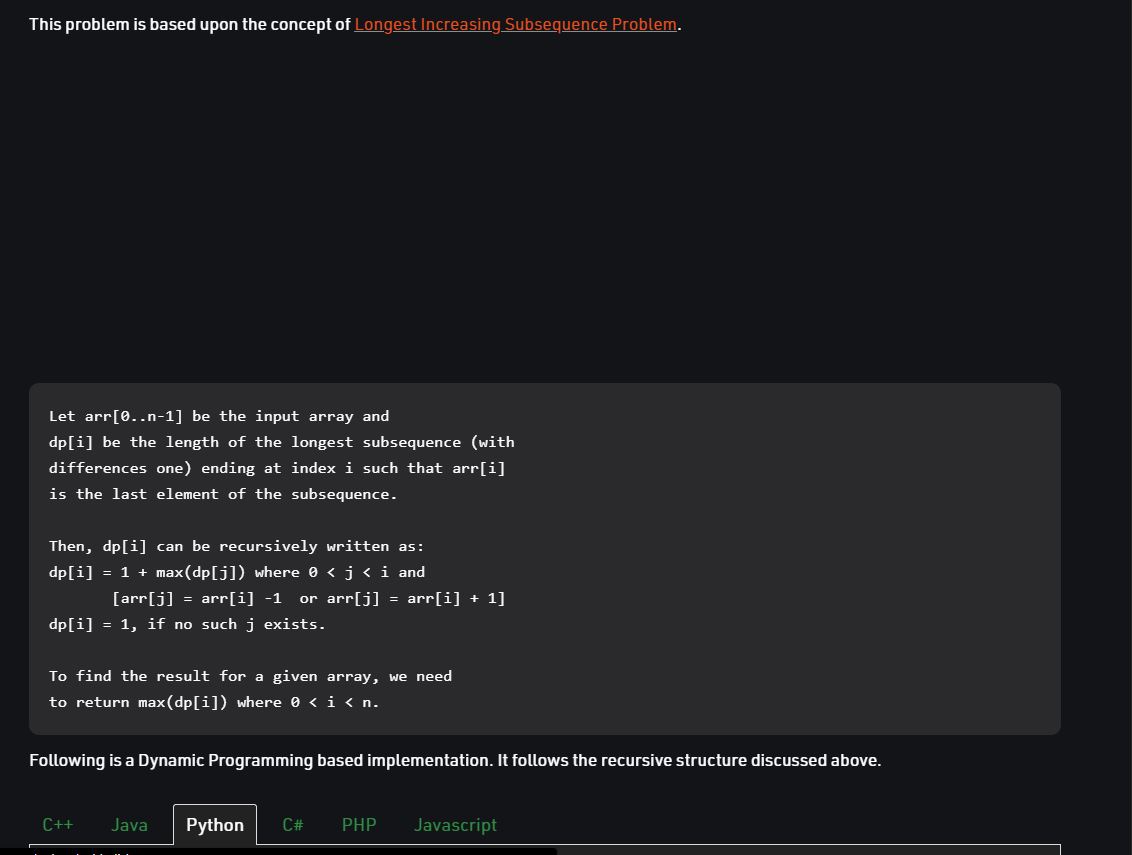 This problem is based upon the concept of Longest Increasing Subsequence Problem.
Let arr[0..n-1] be the input array and
dp[i] be the length of the longest subsequence (with
differences one) ending at index i such that arr[i]
is the last element of the subsequence.
Then, dp[i] can be recursively written as:
dp[i] = 1 + max(dp[j]) where 0 < j < i and
[arr[j] = arr[i] -1  or arr[j] = arr[i] + 1]
dp[i] = 1, if no such j exists.
To find the result for a given array, we need
to return max(dp[i]) where 0 < i < n.
Following is a Dynamic Programming based implementation. It follows the recursive structure discussed above.
C++ Java Python C# PHP Javascript